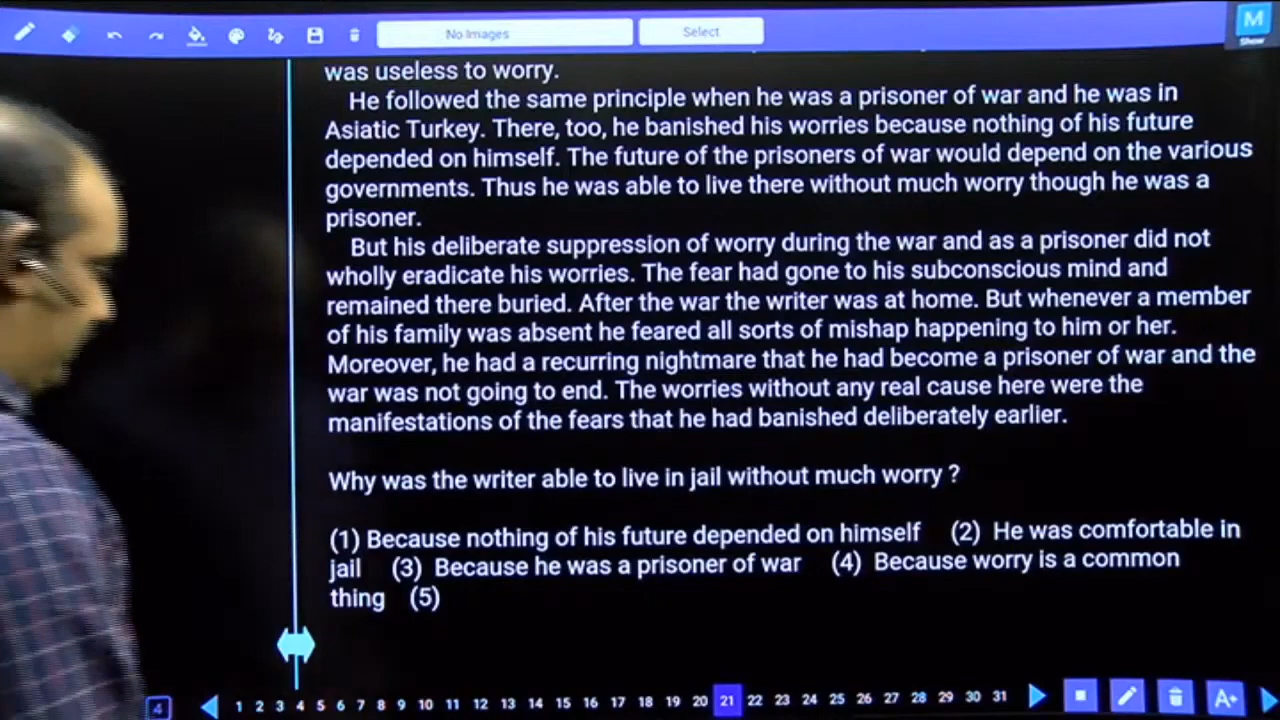 No Images
Select
M
Show
was useless to worry.
He followed the same principle when he was a prisoner of war and he was in
Asiatic Turkey. There, too, he banished his worries because nothing of his future
depended on himself. The future of the prisoners of war would depend on the various
governments. Thus he was able to live there without much worry though he was a
prisoner.
But his deliberate suppression of worry during the war and as a prisoner did not
wholly eradicate his worries. The fear had gone to his subconscious mind and
remained there buried. After the war the writer was at home. But whenever a member
of his family was absent he feared all sorts of mishap happening to him or her.
Moreover, he had a recurring nightmare that he had become a prisoner of war and the
war was not going to end. The worries without any real cause here were the
manifestations of the fears that he had banished deliberately earlier.
Why was the writer able to live in jail without much worry ?
(1) Because nothing of his future depended on himself (2) He was comfortable in
jail (3) Because he was a prisoner of war (4) Because worry is a common
thing (5)
4 1 2 3 4 5 6 7 8 9 10 11 12 13 14 15 16 17 18 19 20 21 22 23 24 25 26 27 28 29 30 31 A+